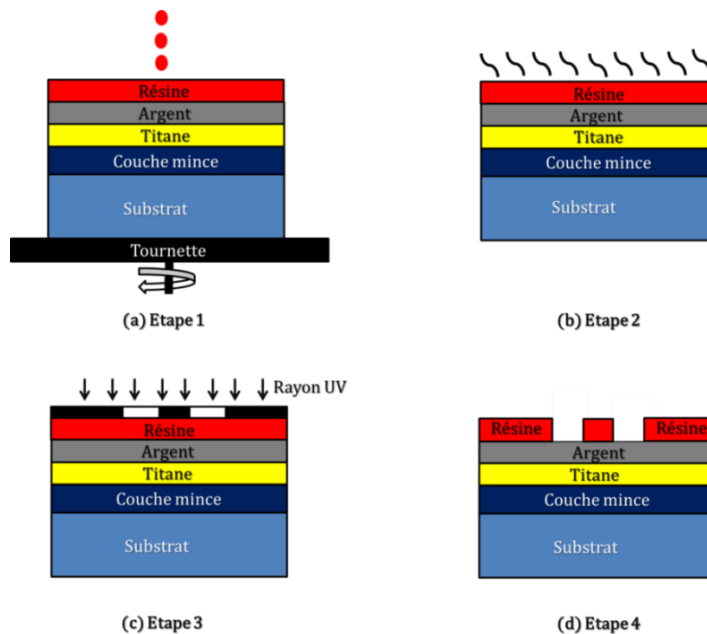 Résine
Argent
Titane
Couche mince
Substrat
Tournette
(a) Etape 1
Résine
Argent
Titane
Couche mince
Substrat
(b) Etape 2
Rayon UV
Résine
Argent
Titane
Couche mince
Substrat
(c) Etape 3
Résine Résine
Argent
Titane
Couche mince
Substrat
(d) Etape 4